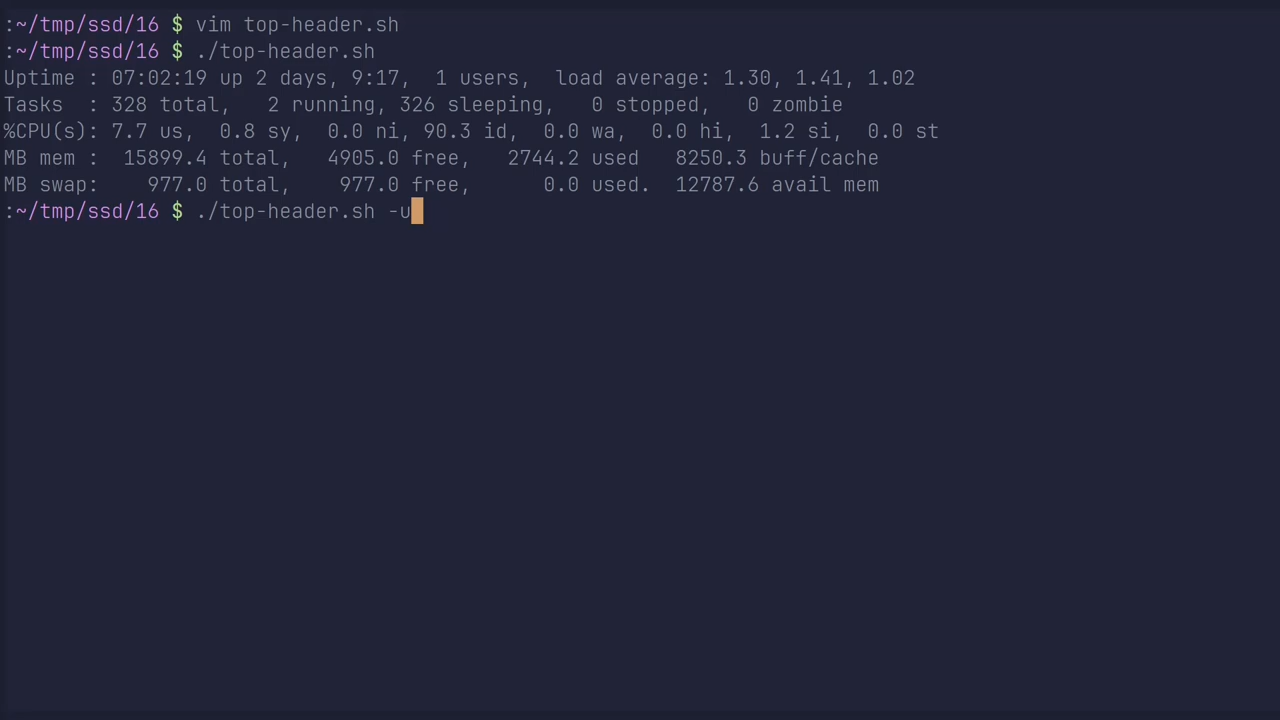 :~/tmp/ssd/16 $ vim top-header.sh
:~/tmp/ssd/16 $ ./top-header.sh
Uptime : 07:02:19 up 2 days, 9:17,  1 users,  load average: 1.30, 1.41, 1.02
Tasks  : 328 total,   2 running, 326 sleeping,   0 stopped,   0 zombie
%CPU(s): 7.7 us,  0.8 sy,  0.0 ni, 90.3 id,  0.0 wa,  0.0 hi,  1.2 si,  0.0 st
MB mem :  15899.4 total,   4905.0 free,   2744.2 used   8250.3 buff/cache
MB swap:    977.0 total,    977.0 free,      0.0 used.  12787.6 avail mem
:~/tmp/ssd/16 $ ./top-header.sh -u